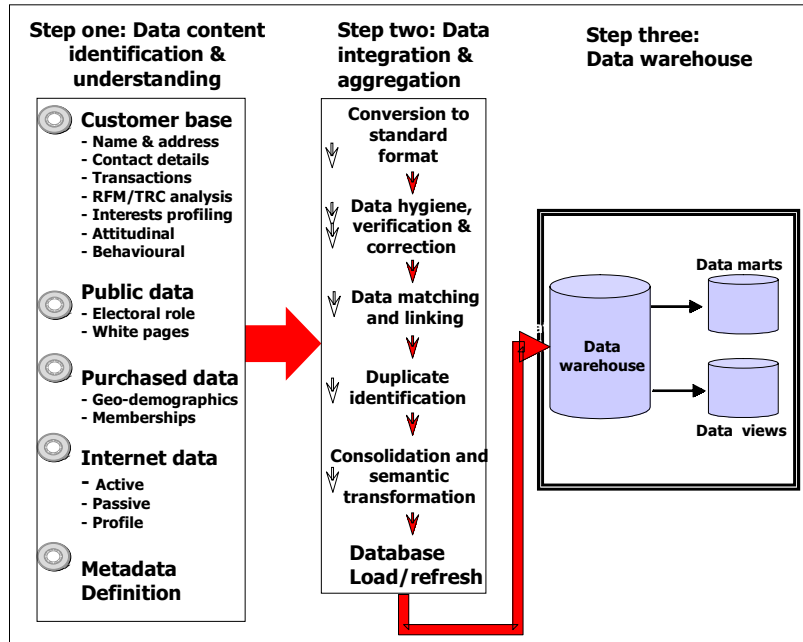 Step one: Data content
identification &
understanding
Customer base
- Name & address
- Contact details
- Transactions
- RFM/TRC analysis
- Interests profiling
- Attitudinal
- Behavioural
Public data
- Electoral role
- White pages
Purchased data
- Geo-demographics
- Memberships
Internet data
- Active
- Passive
- Profile
Metadata
Definition
Step two: Data
integration &
aggregation
Conversion to
standard
format
Data hygiene,
verification &
correction
Data matching
and linking
Duplicate
identification
Consolidation and
semantic
transformation
Database
Load/refresh
Step three:
Data warehouse
Data
warehouse
Data marts
Data views